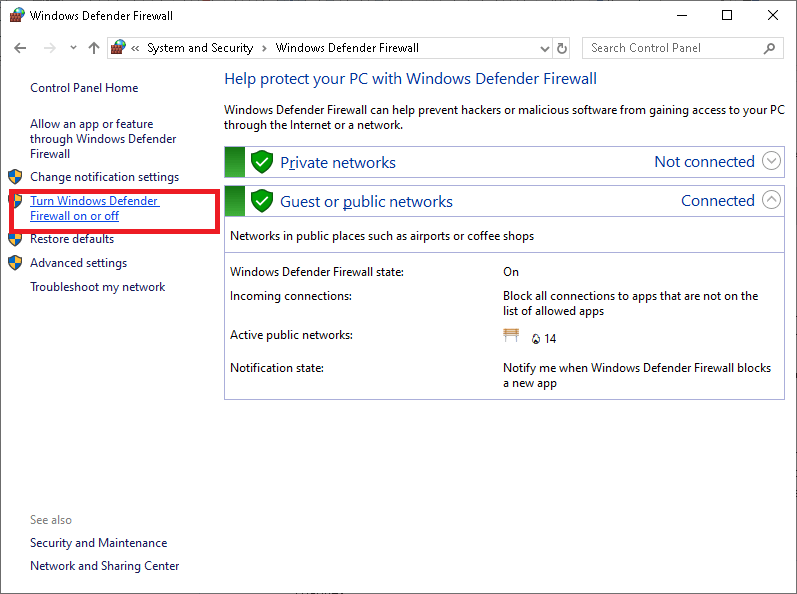 Windows Defender Firewall
« System and Security > Windows Defender Firewall
Search Control Panel
Control Panel Home
Allow an app or feature
through Windows Defender
Firewall
Change notification settings
Turn Windows Defender
Firewall on or off
Restore defaults
Advanced settings
Troubleshoot my network
See also
Security and Maintenance
Network and Sharing Center
Help protect your PC with Windows Defender Firewall
Windows Defender Firewall can help prevent hackers or malicious software from gaining access to your PC
through the Internet or a network.
Private networks Not connected
Guest or public networks Connected
Networks in public places such as airports or coffee shops
Windows Defender Firewall state: On
Incoming connections: Block all connections to apps that are not on the
list of allowed apps
Active public networks: 14
Notification state: Notify me when Windows Defender Firewall blocks
a new app